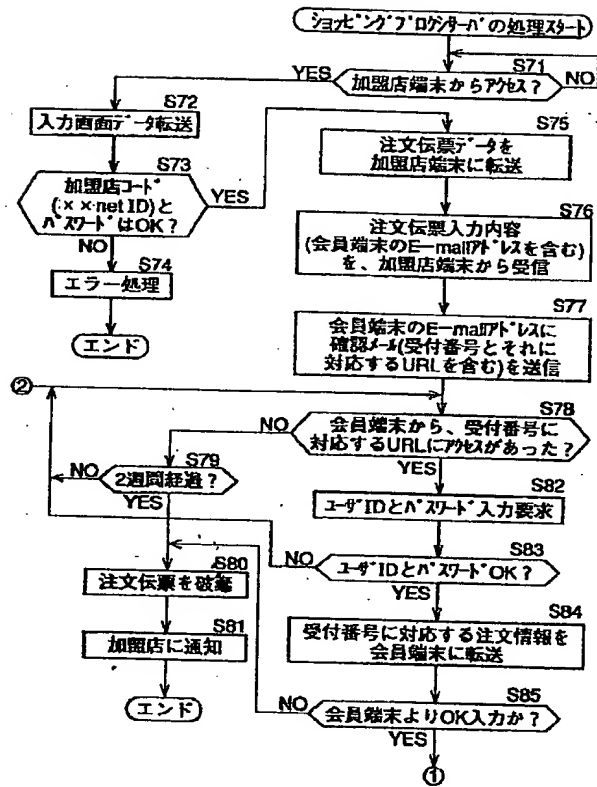 ショッピングプロケシサーバの処理スタート
S71
YES
加盟店端末からアクセス?
NO
S72
入力画面データ転送
S73
加盟店コード
(××net ID)と
パスワードはOK?
YES
NO
S74
エラー処理
エンド
S75
注文伝票データを
加盟店端末に転送
S76
注文伝票入力内容
(会員端末のE-mailアドレスを含む)
を、加盟店端末から受信
S77
会員端末のE-mailアドレスに
確認メール(受付番号とそれに
対応するURLを含む)を送信
②
S78
NO
会員端末から、受付番号に
対応するURLにアクセスがあった?
YES
S79
NO
2週間経過?
YES
S82
ユーザIDとパスワード入力要求
S83
NO
ユーザIDとパスワードOK?
YES
S80
注文伝票を破棄
S81
加盟店に通知
エンド
S84
受付番号に対応する注文情報を
会員端末に転送
S85
NO
会員端末よりOK入力か?
YES
①